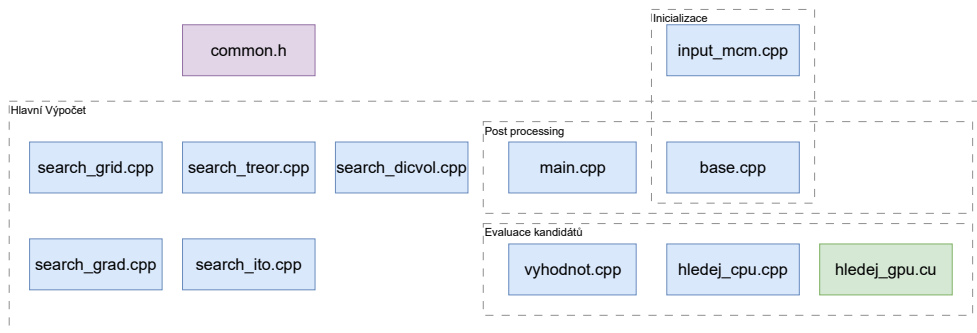 Inicializace
common.h
input_mcm.cpp
Hlavní Výpočet
Post processing
search_grid.cpp
search_treor.cpp
search_dicvol.cpp
main.cpp
base.cpp
Evaluace kandidátů
search_grad.cpp
search_ito.cpp
vyhodnot.cpp
hledej_cpu.cpp
hledej_gpu.cu